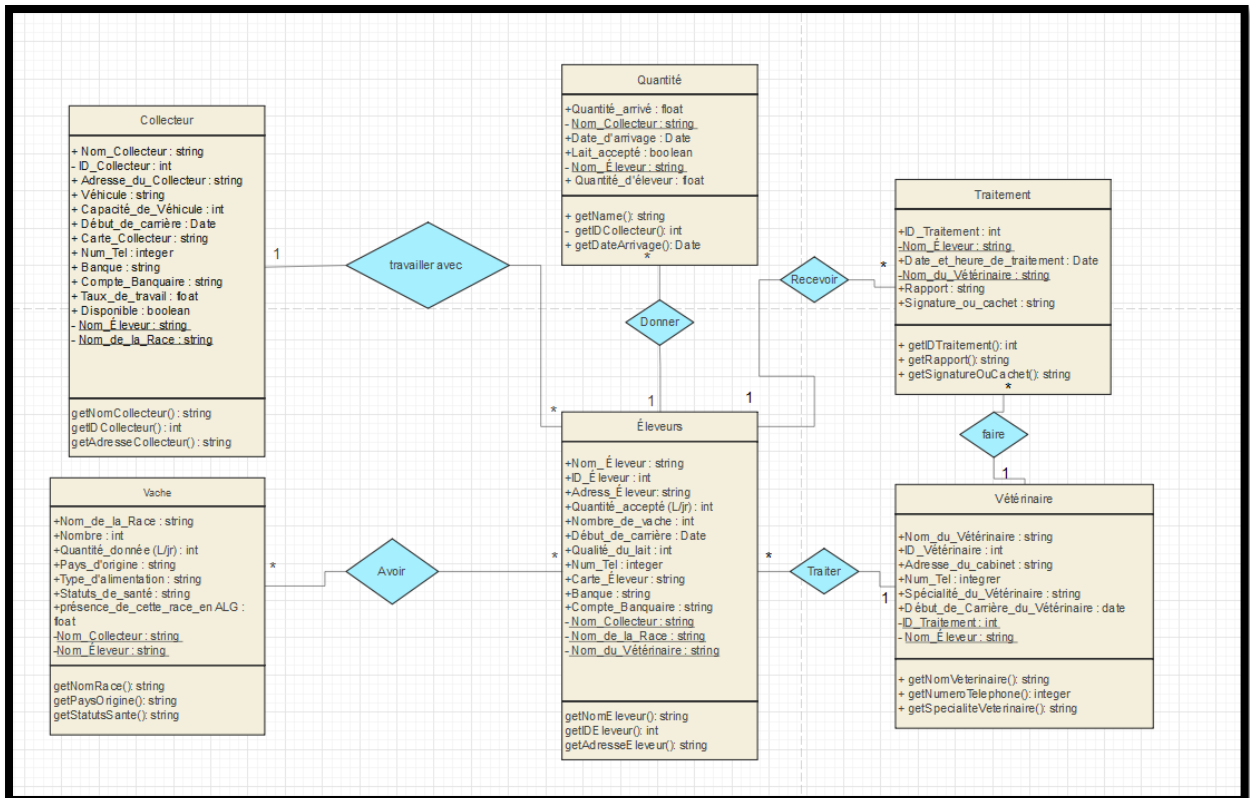 Collecteur
+ Nom_Collecteur : string
- ID_Collecteur : int
+ Adresse_du_Collecteur : string
+ Véhicule : string
+ Capacité_de_Véhicule : int
+ Début_de_carrière : Date
+ Carte_Collecteur : string
+ Num_Tel : integer
+ Banque : string
+ Compte_Banquaire : string
+ Taux_de_travail : float
+ Disponible : boolean
- Nom_Éleveur : string
- Nom_de_la_Race : string
getNomCollecteur() : string
getIDCollecteur() : int
getAdresseCollecteur() : string
1
travailler avec
*
Quantité
+Quantité_arrivé : float
- Nom_Collecteur : string
+Date_d'arrivage : Date
+Lait_accepté : boolean
- Nom_Éleveur : string
+ Quantité_d'éleveur : float
+ getName(): string
- getIDCollecteur(): int
+ getDateArrivage(): Date
*
Donner
1
Recevoir
*
1
Traitement
+ID_Traitement : int
-Nom_Éleveur : string
+Date_et_heure_de_traitement : Date
-Nom_du_Vétérinaire : string
+Rapport : string
+Signature_ou_cachet : string
+ getIDTraitement(): int
+ getRapport(): string
+ getSignatureOuCachet(): string
*
faire
1
Vache
+Nom_de_la_Race : string
+Nombre : int
+Quantité_donnée (L/jr) : int
+Pays_d'origine : string
+Type_d'alimentation : string
+Statuts_de_santé : string
+présence_de_cette_race_en_ALG :
float
-Nom_Collecteur : string
-Nom_Éleveur : string
getNomRace(): string
getPaysOrigine(): string
getStatutsSante(): string
*
Avoir
*
Éleveurs
+Nom_Éleveur : string
+ID_Éleveur : int
+Adress_Éleveur: string
+Quantité_accepté (L/jr) : int
+Nombre_de_vache : int
+Début_de_carrière : Date
+Qualité_du_lait : int
+Num_Tel : integer
+Carte_Éleveur : string
+Banque : string
+Compte_Banquaire : string
- Nom_Collecteur : string
- Nom_de_la_Race : string
- Nom_du_Vétérinaire : string
getNomEleveur(): string
getIDEleveur(): int
getAdresseEleveur(): string
*
Traiter
1
Vétérinaire
+Nom_du_Vétérinaire : string
+ID_Vétérinaire : int
+Adresse_du_cabinet : string
+Num_Tel : integrer
+Spécialité_du_Vétérinaire : string
+Début_de_Carrière_du_Vétérinaire : date
-ID_Traitement : int
- Nom_Éleveur : string
+ getNomVeterinaire(): string
+ getNumeroTelephone(): integer
+ getSpecialiteVeterinaire(): string